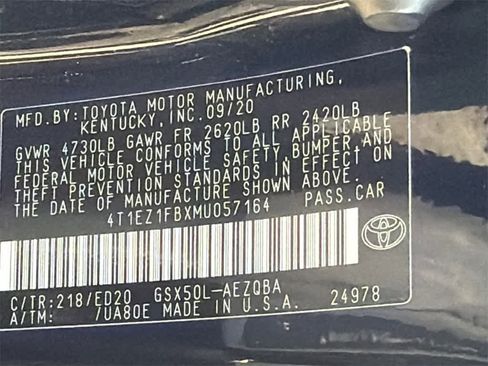 MFD.BY:TOYOTA MOTOR MANUFACTURING,
KENTUCKY, INC.09/20
GVWR 4730LB GAWR FR 2620LB RR 2420LB
THIS VEHICLE CONFORMS TO ALL APPLICABLE
FEDERAL MOTOR VEHICLE SAFETY,BUMPER,AND
THEFT PREVENTION STANDARDS IN EFFECT ON
THE DATE OF MANUFACTURE SHOWN ABOVE.
4T1EZ1FBXMU057164 PASS.CAR
C/TR:218/ED20 GSX50L-AEZQBA
A/TM: /UA80E MADE IN U.S.A. 24978